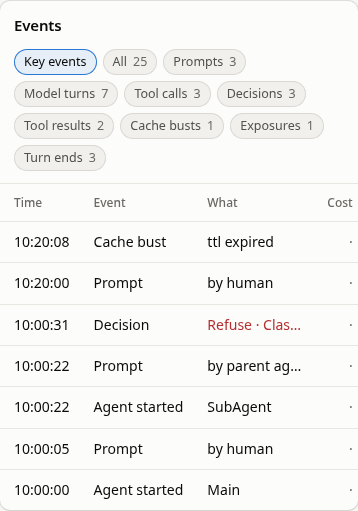 Events
Key events All 25 Prompts 3
Model turns 7 Tool calls 3 Decisions 3
Tool results 2 Cache busts 1 Exposures 1
Turn ends 3
Time Event What Cost
10:20:08 Cache bust ttl expired ·
10:20:00 Prompt by human ·
10:00:31 Decision Refuse · Clas... ·
10:00:22 Prompt by parent ag... ·
10:00:22 Agent started SubAgent ·
10:00:05 Prompt by human ·
10:00:00 Agent started Main ·